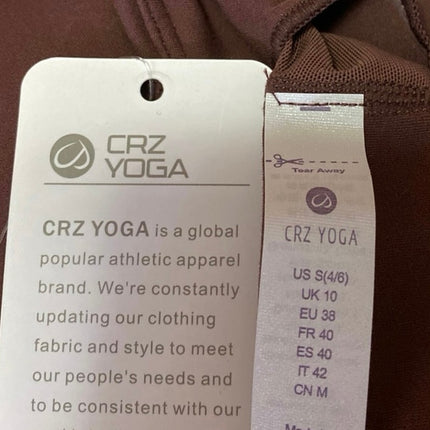 CRZ
YOGA
CRZ YOGA is a global
popular athletic apparel
brand. We're constantly
updating our clothing
fabric and style to meet
our people's needs and
to be consistent with our
Tear Away
CRZ YOGA
US S(4/6)
UK 10
EU 38
FR 40
ES 40
IT 42
CN M